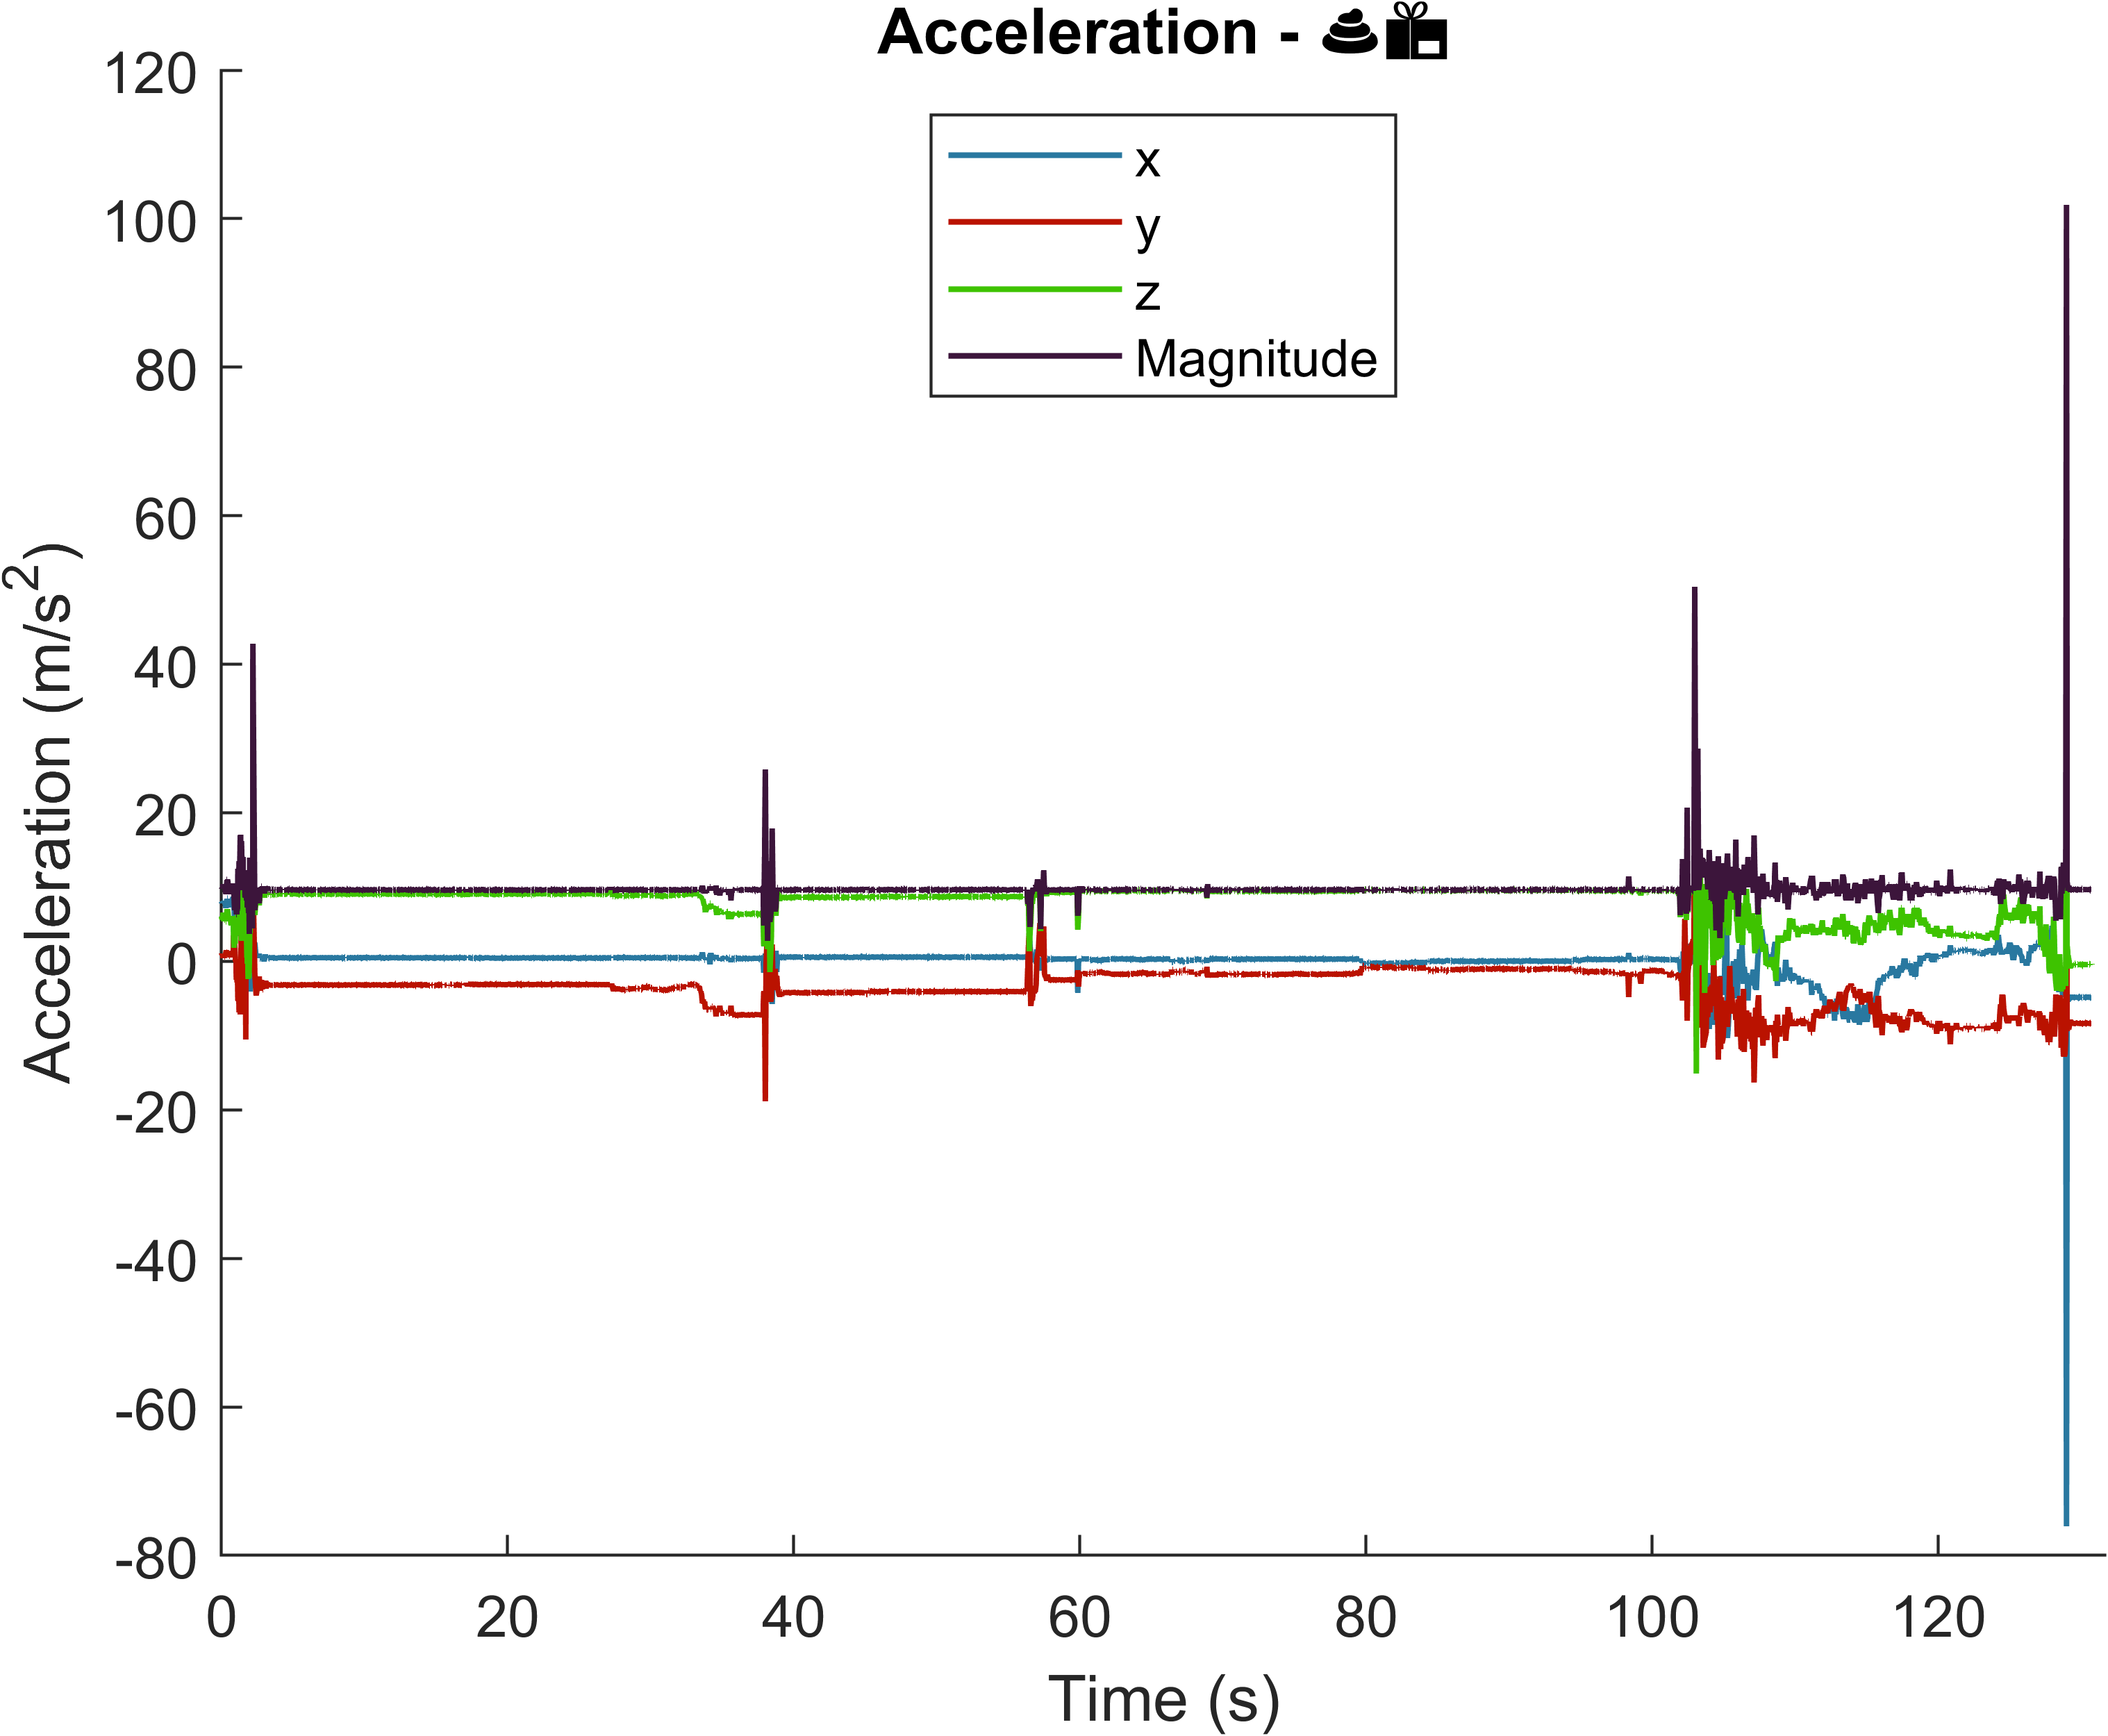 Acceleration - 💩🎁
x
y
z
Magnitude
Acceleration (m/s²)
120
100
80
60
40
20
0
-20
-40
-60
-80
0 20 40 60 80 100 120
Time (s)